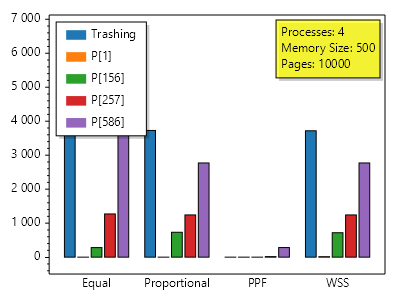 7 000
6 000
5 000
4 000
3 000
2 000
1 000
0
Trashing
P[1]
P[156]
P[257]
P[586]
Processes: 4
Memory Size: 500
Pages: 10000
Equal
Proportional
PPF
WSS